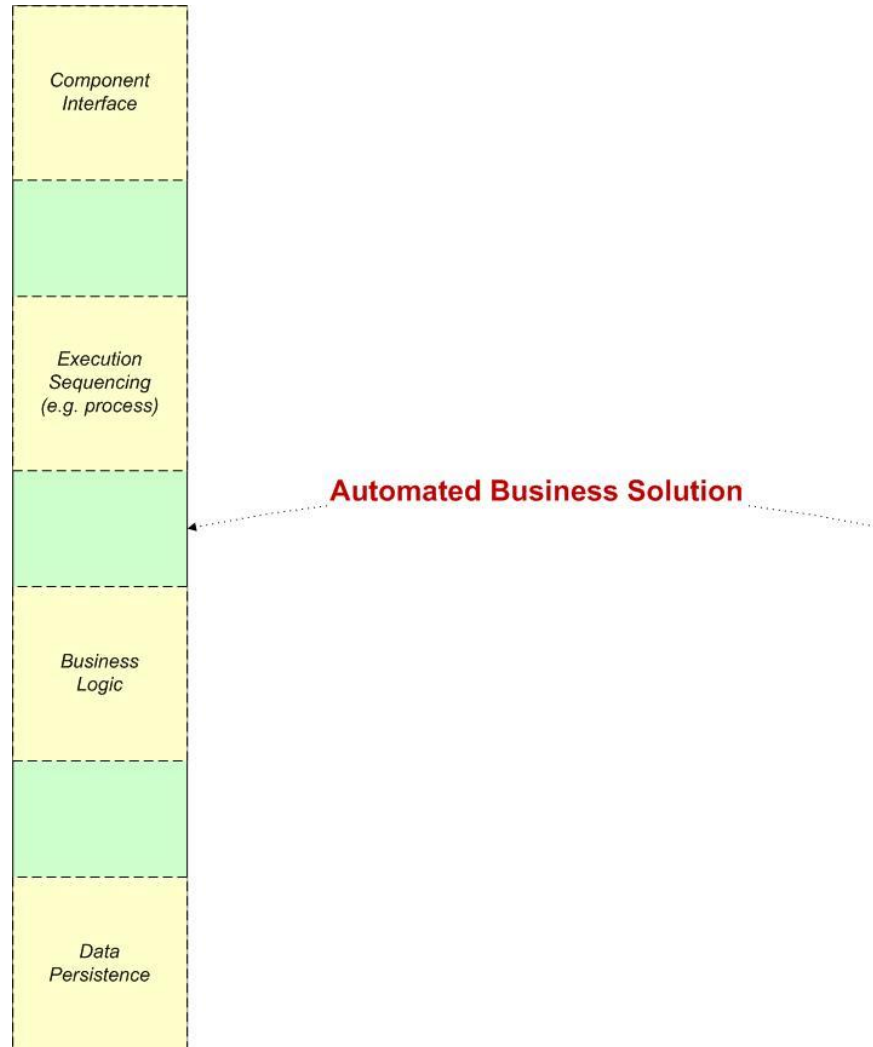 Component
Interface
Execution
Sequencing
(e.g. process)
Automated Business Solution
Business
Logic
Data
Persistence